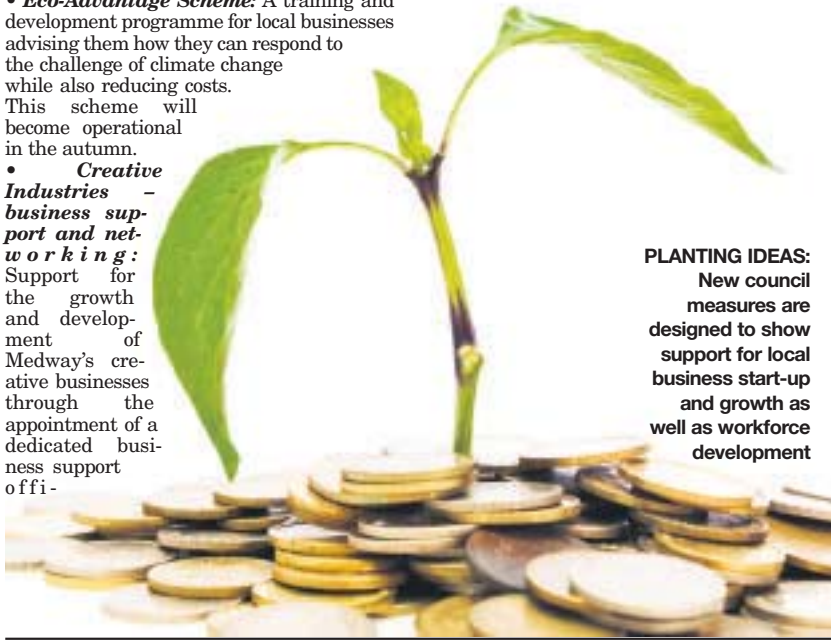 • Eco-Advantage Scheme: A training and
development programme for local businesses
advising them how they can respond to
the challenge of climate change
while also reducing costs.
This scheme will
become operational
in the autumn.
• Creative
Industries –
business sup-
port and net-
working:
Support for
the growth
and develop-
ment of
Medway's cre-
ative businesses
through the
appointment of a
dedicated busi-
ness support
offi-
PLANTING IDEAS:
New council
measures are
designed to show
support for local
business start-up
and growth as
well as workforce
development